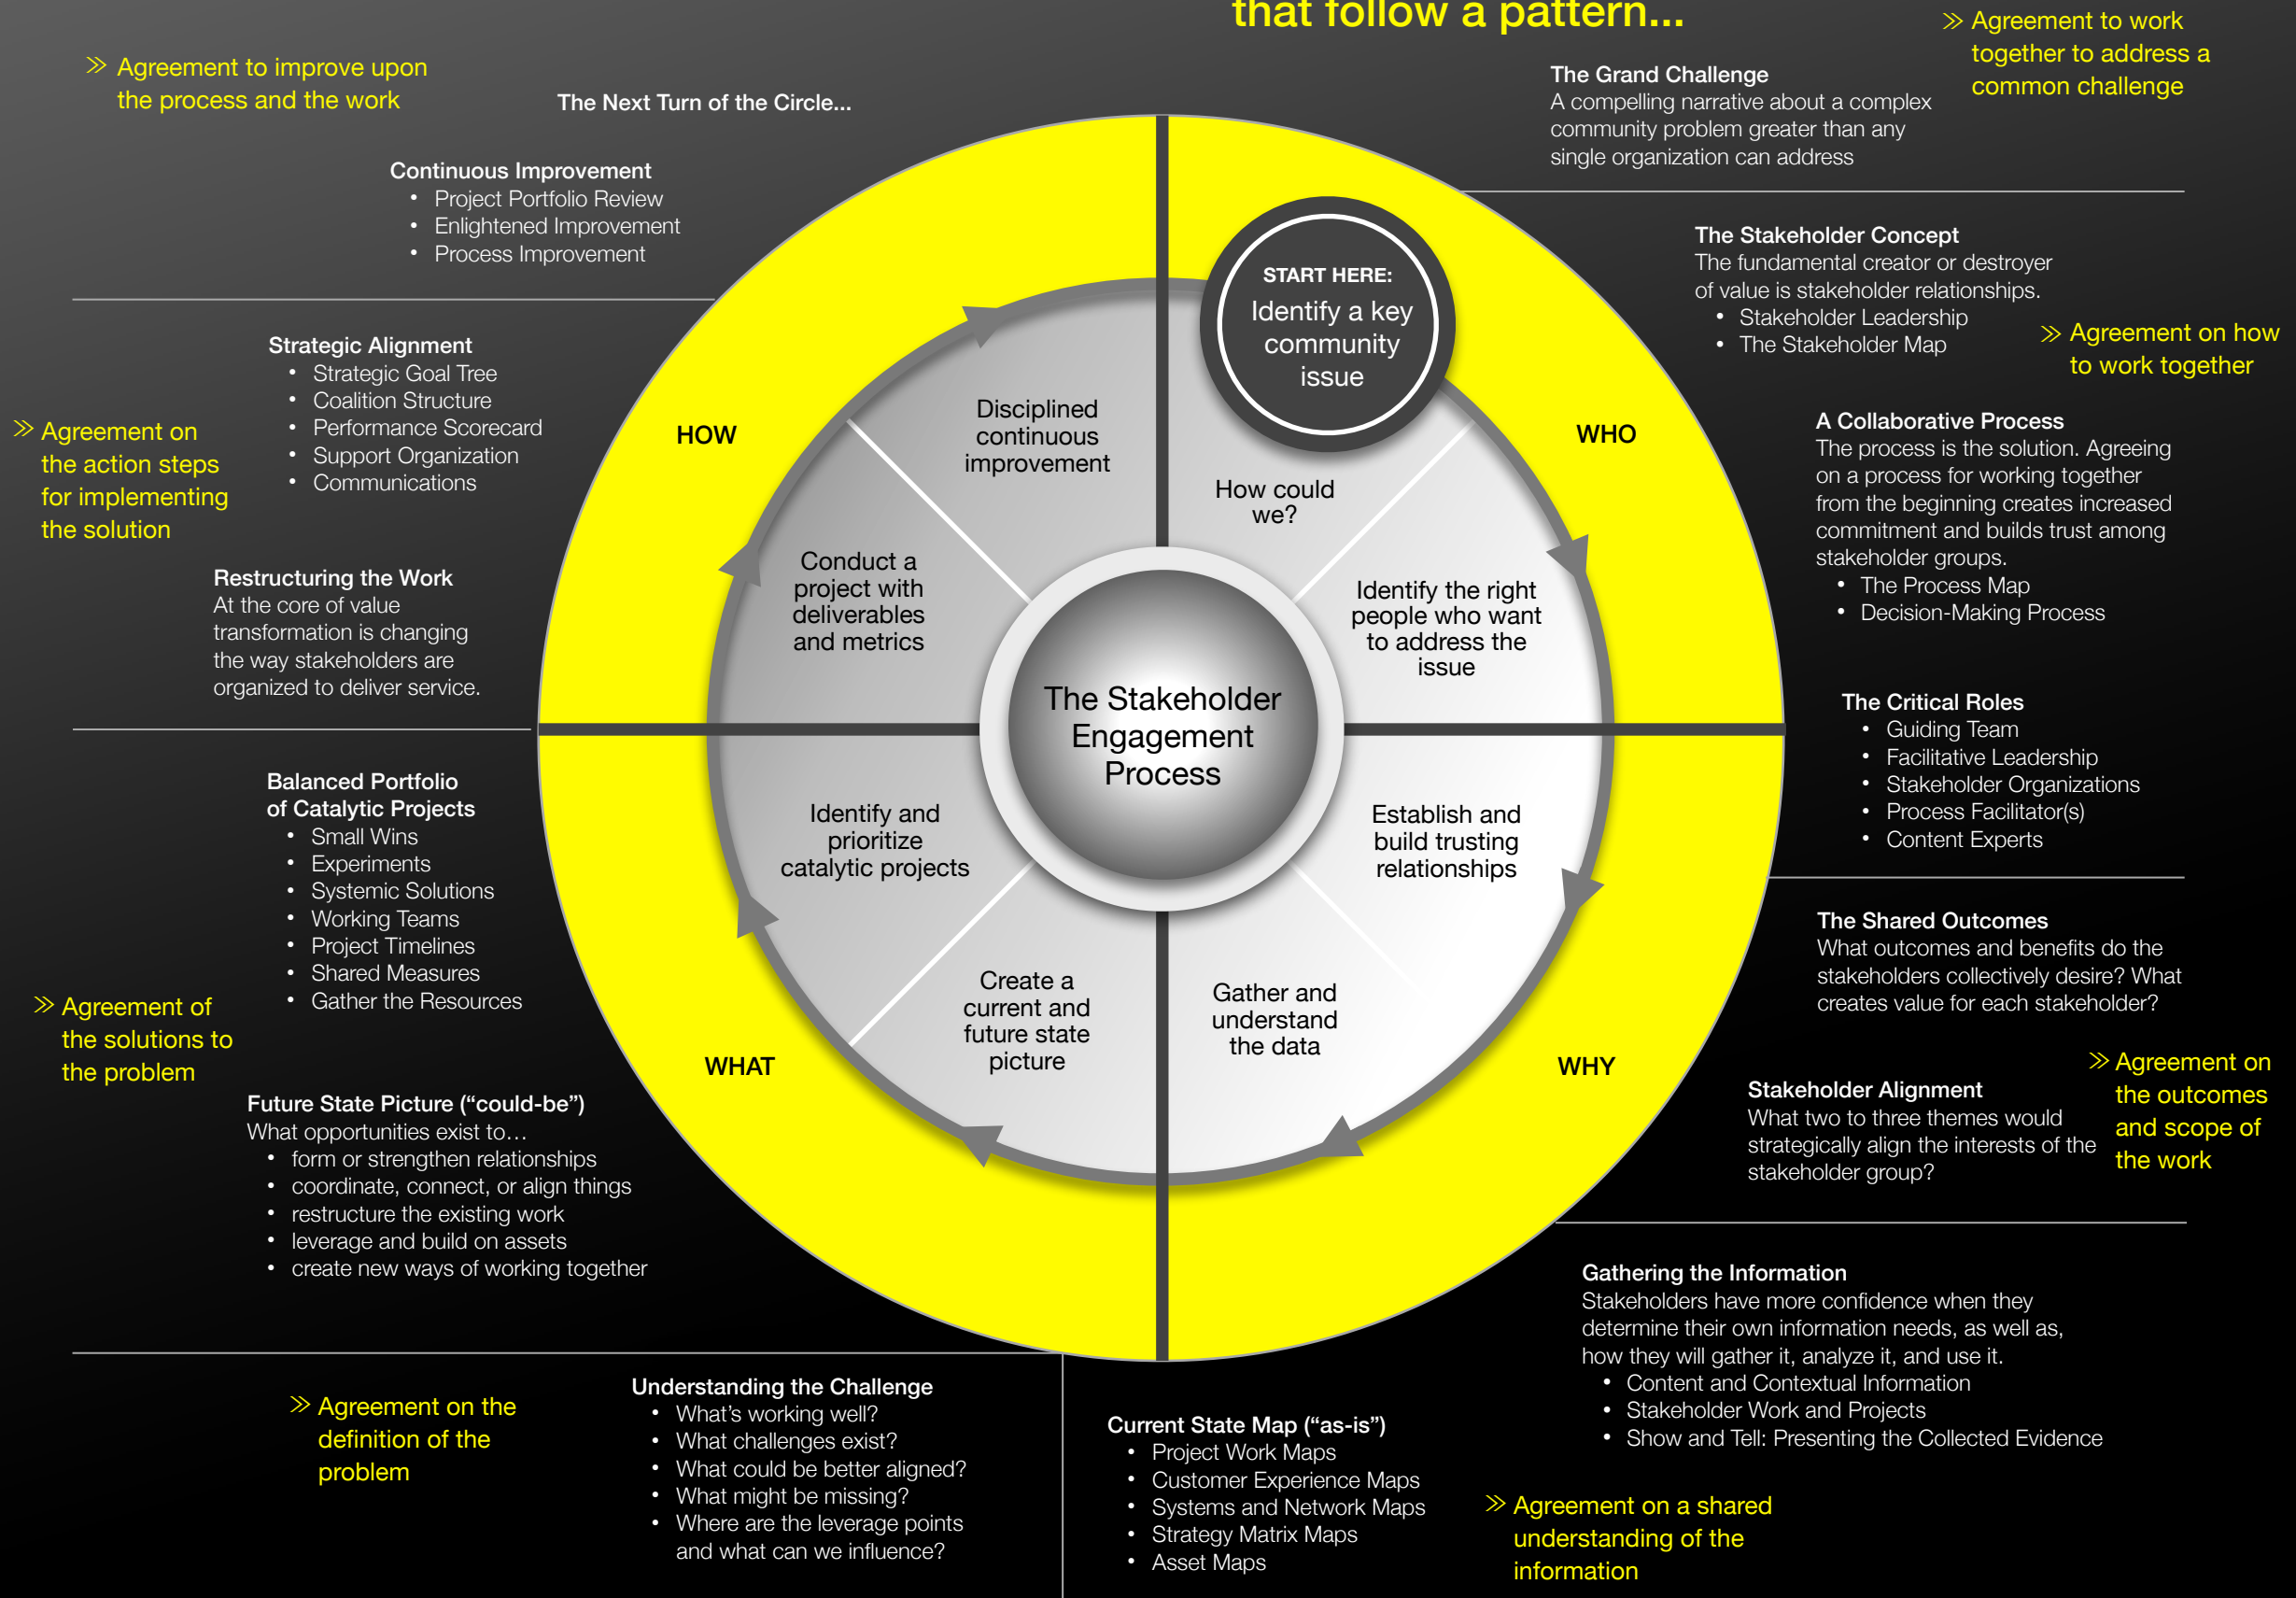 that follow a pattern...
≫ Agreement to work
together to address a
common challenge
The Grand Challenge
A compelling narrative about a complex
community problem greater than any
single organization can address
The Stakeholder Concept
The fundamental creator or destroyer
of value is stakeholder relationships.
• Stakeholder Leadership
• The Stakeholder Map
≫ Agreement on how
to work together
A Collaborative Process
The process is the solution. Agreeing
on a process for working together
from the beginning creates increased
commitment and builds trust among
stakeholder groups.
• The Process Map
• Decision-Making Process
The Critical Roles
• Guiding Team
• Facilitative Leadership
• Stakeholder Organizations
• Process Facilitator(s)
• Content Experts
The Shared Outcomes
What outcomes and benefits do the
stakeholders collectively desire? What
creates value for each stakeholder?
≫ Agreement on
the outcomes
and scope of
the work
Stakeholder Alignment
What two to three themes would
strategically align the interests of the
stakeholder group?
Gathering the Information
Stakeholders have more confidence when they
determine their own information needs, as well as,
how they will gather it, analyze it, and use it.
• Content and Contextual Information
• Stakeholder Work and Projects
• Show and Tell: Presenting the Collected Evidence
≫ Agreement on a shared
understanding of the
information
Current State Map (“as-is”)
• Project Work Maps
• Customer Experience Maps
• Systems and Network Maps
• Strategy Matrix Maps
• Asset Maps
Understanding the Challenge
• What’s working well?
• What challenges exist?
• What could be better aligned?
• What might be missing?
• Where are the leverage points
and what can we influence?
≫ Agreement on the
definition of the
problem
Future State Picture (“could-be”)
What opportunities exist to…
• form or strengthen relationships
• coordinate, connect, or align things
• restructure the existing work
• leverage and build on assets
• create new ways of working together
≫ Agreement of
the solutions to
the problem
Balanced Portfolio
of Catalytic Projects
• Small Wins
• Experiments
• Systemic Solutions
• Working Teams
• Project Timelines
• Shared Measures
• Gather the Resources
Restructuring the Work
At the core of value
transformation is changing
the way stakeholders are
organized to deliver service.
≫ Agreement on
the action steps
for implementing
the solution
Strategic Alignment
• Strategic Goal Tree
• Coalition Structure
• Performance Scorecard
• Support Organization
• Communications
Continuous Improvement
• Project Portfolio Review
• Enlightened Improvement
• Process Improvement
≫ Agreement to improve upon
the process and the work
The Next Turn of the Circle...
START HERE:
Identify a key
community
issue
WHO
How could
we?
Identify the right
people who want
to address the
issue
WHY
Establish and
build trusting
relationships
Gather and
understand
the data
WHAT
Create a
current and
future state
picture
Identify and
prioritize
catalytic projects
HOW
Conduct a
project with
deliverables
and metrics
Disciplined
continuous
improvement
The Stakeholder
Engagement
Process